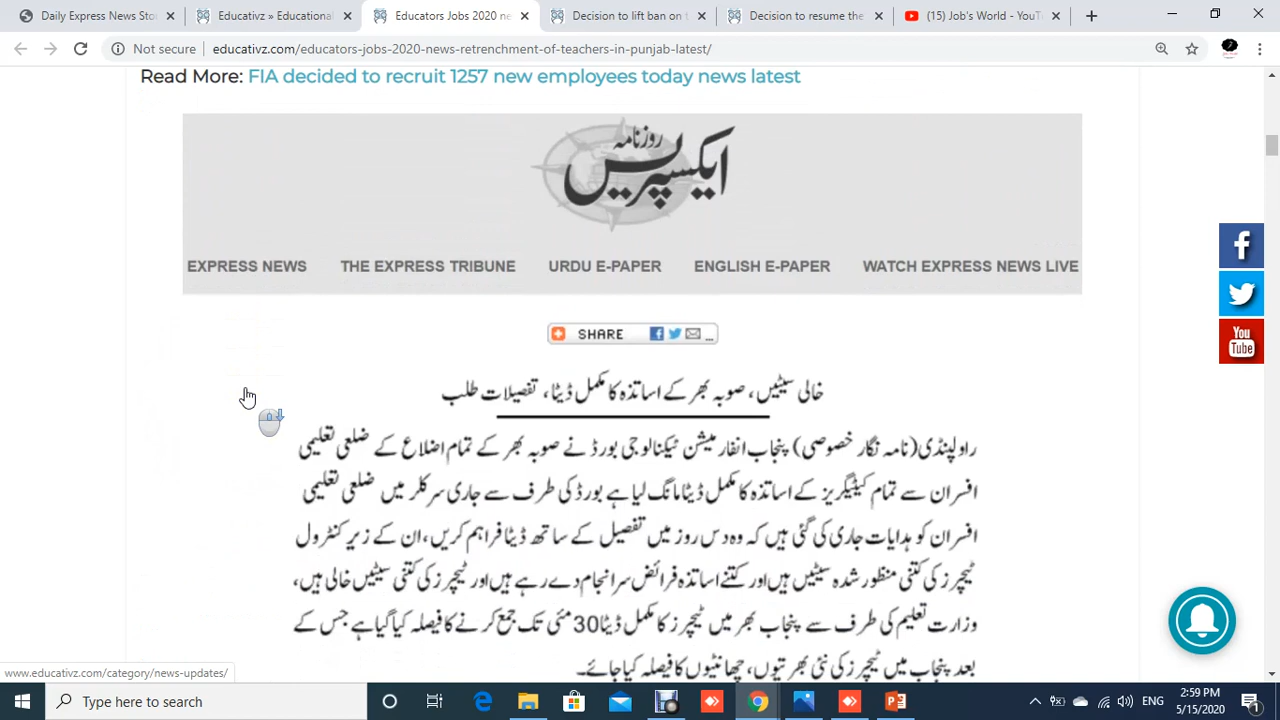 Daily Express News Stor
Educativz » Educational
Educators Jobs 2020 ne
Decision to lift ban on t
Decision to resume the
(15) Job's World - YouT
Not secure
educativz.com/educators-jobs-2020-news-retrenchment-of-teachers-in-punjab-latest/
Read More: FIA decided to recruit 1257 new employees today news latest
روزنامہ
ایکسپریس
EXPRESS NEWS
THE EXPRESS TRIBUNE
URDU E-PAPER
ENGLISH E-PAPER
WATCH EXPRESS NEWS LIVE
SHARE
خالی سیٹیں، صوبہ بھر کے اساتذہ کا مکمل ڈیٹا، تفصیلات طلب
راولپنڈی(نامہ نگار خصوصی) پنجاب انفارمیشن ٹیکنالوجی بورڈ نے صوبہ بھر کے تمام اضلاع کے ضلعی تعلیمی
افسران سے تمام کیٹیگریز کے اساتذہ کا مکمل ڈیٹا مانگ لیا ہے بورڈ کی طرف سے جاری سرکلر میں ضلعی تعلیمی
افسران کو ہدایات جاری کی گئی ہیں کہ وہ دس روز میں تفصیل کے ساتھ ڈیٹا فراہم کریں، ان کے زیر کنٹرول
ٹیچرز کی کتنی منظور شدہ سیٹیں ہیں اور کتنے اساتذہ فرائض سرانجام دے رہے ہیں اور ٹیچرز کی کتنی سیٹیں خالی ہیں،
وزارت تعلیم کی طرف سے پنجاب بھر میں ٹیچرز کا مکمل ڈیٹا 30 مئی تک جمع کرنے کا فیصلہ کیا گیا ہے جس کے
بعد پنجاب میں ٹیچرز کی نئی بھرتیوں، چھانٹیوں کا فیصلہ کیا جائے۔
f
You
Tube
www.educativz.com/category/news-updates/
Type here to search
ENG
2:59 PM
5/15/2020
1